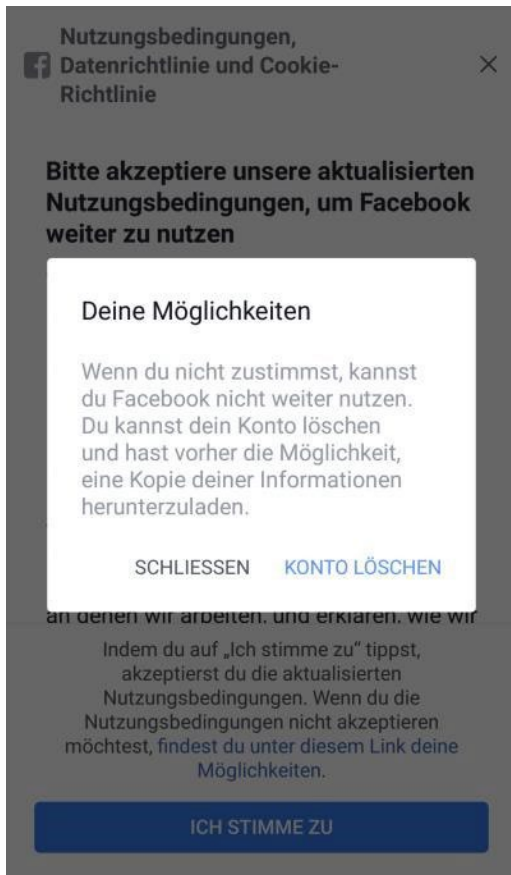 Nutzungsbedingungen,
Datenrichtlinie und Cookie-
Richtlinie
Bitte akzeptiere unsere aktualisierten
Nutzungsbedingungen, um Facebook
weiter zu nutzen
Deine Möglichkeiten
Wenn du nicht zustimmst, kannst
du Facebook nicht weiter nutzen.
Du kannst dein Konto löschen
und hast vorher die Möglichkeit,
eine Kopie deiner Informationen
herunterzuladen.
SCHLIESSEN KONTO LÖSCHEN
an denen wir arbeiten, und erklären, wie wir
Indem du auf „Ich stimme zu“ tippst,
akzeptierst du die aktualisierten
Nutzungsbedingungen. Wenn du die
Nutzungsbedingungen nicht akzeptieren
möchtest, findest du unter diesem Link deine
Möglichkeiten.
ICH STIMME ZU